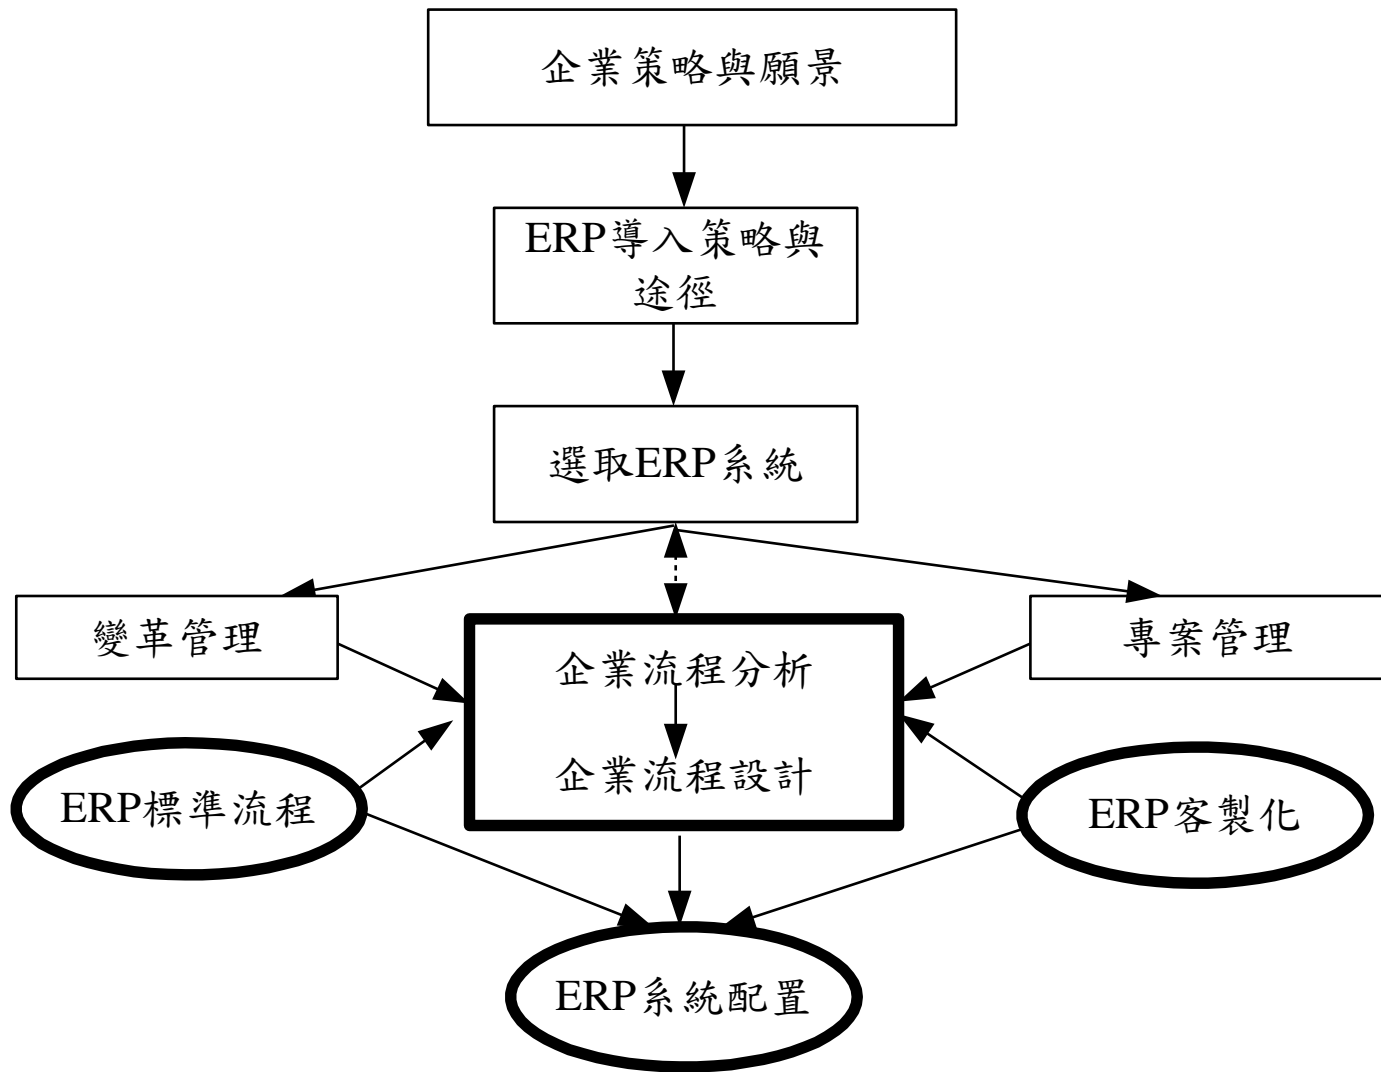 企業策略與願景
ERP導入策略與
途徑
選取ERP系統
變革管理
企業流程分析
專案管理
企業流程設計
ERP標準流程
ERP客製化
ERP系統配置